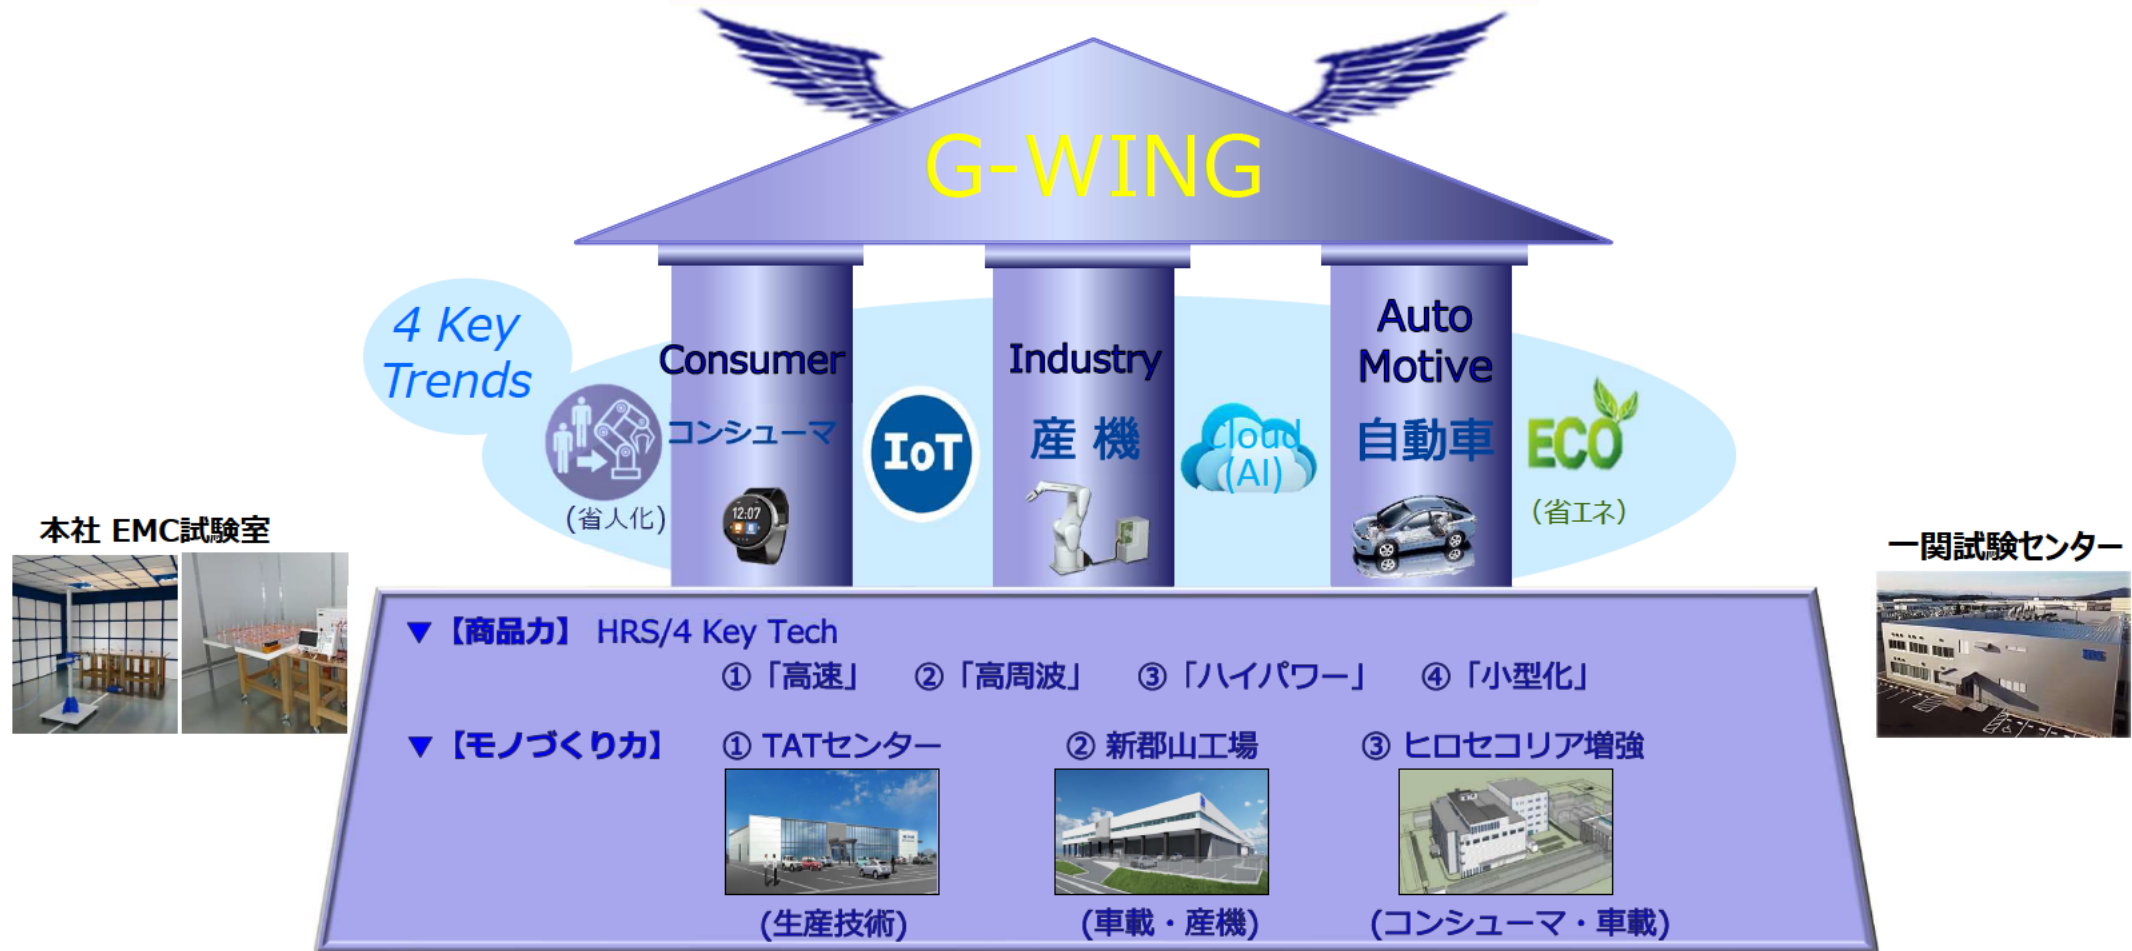 G-WING
4 Key
Trends
Consumer
コンシューマ
12:07
Industry
産 機
Auto
Motive
自動車
(省人化)
IoT
Cloud
(AI)
ECO
(省エネ)
本社 EMC試験室
一関試験センター
▼【商品力】 HRS/4 Key Tech
①「高速」 ②「高周波」 ③「ハイパワー」 ④「小型化」
▼【モノづくり力】 ① TATセンター ② 新郡山工場 ③ ヒロセコリア増強
(生産技術) (車載・産機) (コンシューマ・車載)